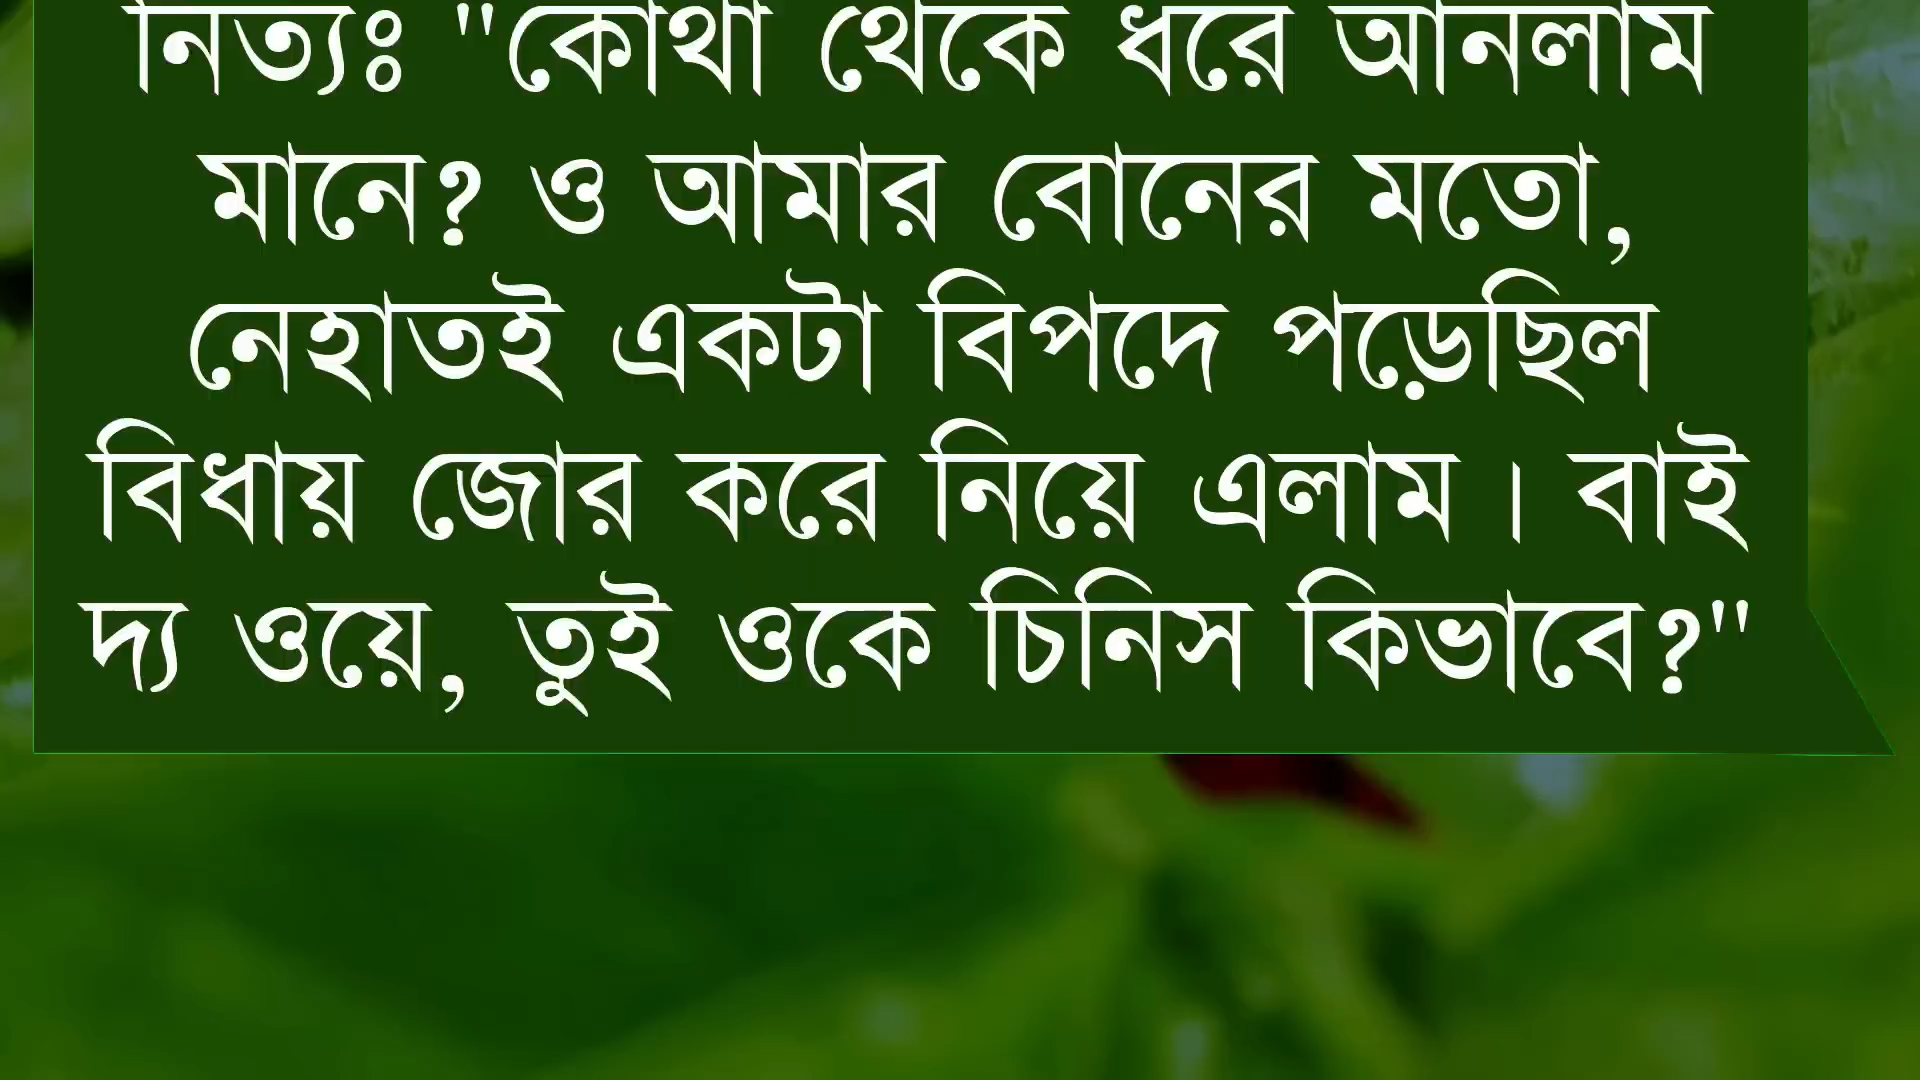 নিত্যঃ "কোথা থেকে ধরে আনলাম
মানে? ও আমার বোনের মতো,
নেহাতই একটা বিপদে পড়েছিল
বিধায় জোর করে নিয়ে এলাম। বাই
দ্য ওয়ে, তুই ওকে চিনিস কিভাবে?"